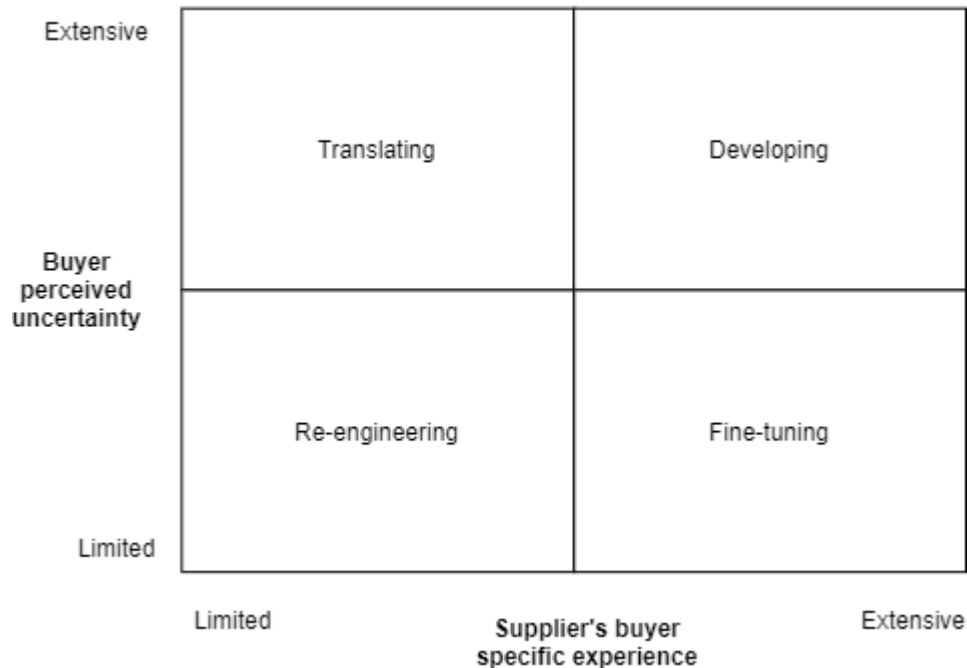 Extensive
Translating
Developing
Buyer
perceived
uncertainty
Re-engineering
Fine-tuning
Limited
Limited
Supplier's buyer
specific experience
Extensive